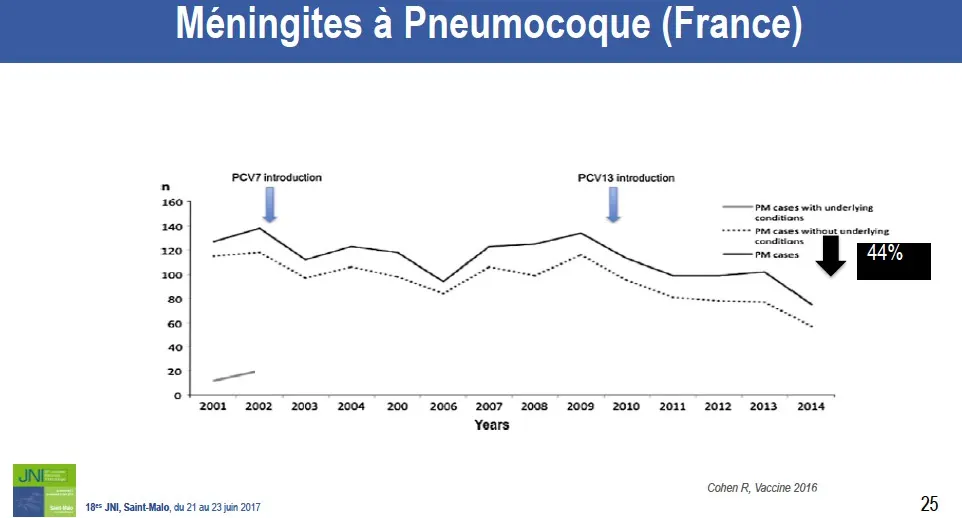 Méningites à Pneumocoque (France)
PCV7 introduction
PCV13 introduction
n
160
140
120
100
80
60
40
20
0
PM cases with underlying
conditions
PM cases without underlying
conditions
PM cases
44%
2001 2002 2003 2004 200 2006 2007 2008 2009 2010 2011 2012 2013 2014
Years
JNI
18es JNI, Saint-Malo, du 21 au 23 juin 2017
Cohen R, Vaccine 2016
25